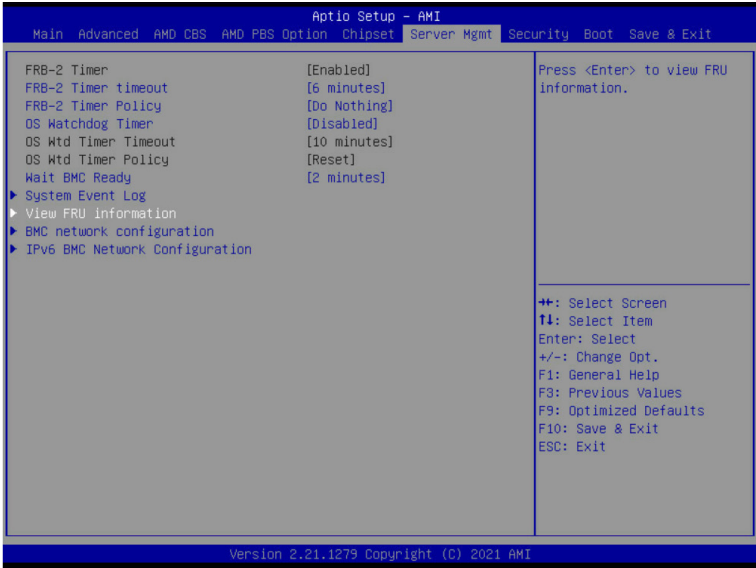 Aptio Setup – AMI
Main Advanced AMD CBS AMD PBS Option Chipset Server Mgmt Security Boot Save & Exit
FRB-2 Timer [Enabled]
FRB-2 Timer timeout [6 minutes]
FRB-2 Timer Policy [Do Nothing]
OS Watchdog Timer [Disabled]
OS Wtd Timer Timeout [10 minutes]
OS Wtd Timer Policy [Reset]
Wait BMC Ready [2 minutes]
▶ System Event Log
▶ View FRU information
▶ BMC network configuration
▶ IPv6 BMC Network Configuration
Press <Enter> to view FRU
information.
→←: Select Screen
↑↓: Select Item
Enter: Select
+/-: Change Opt.
F1: General Help
F3: Previous Values
F9: Optimized Defaults
F10: Save & Exit
ESC: Exit
Version 2.21.1279 Copyright (C) 2021 AMI